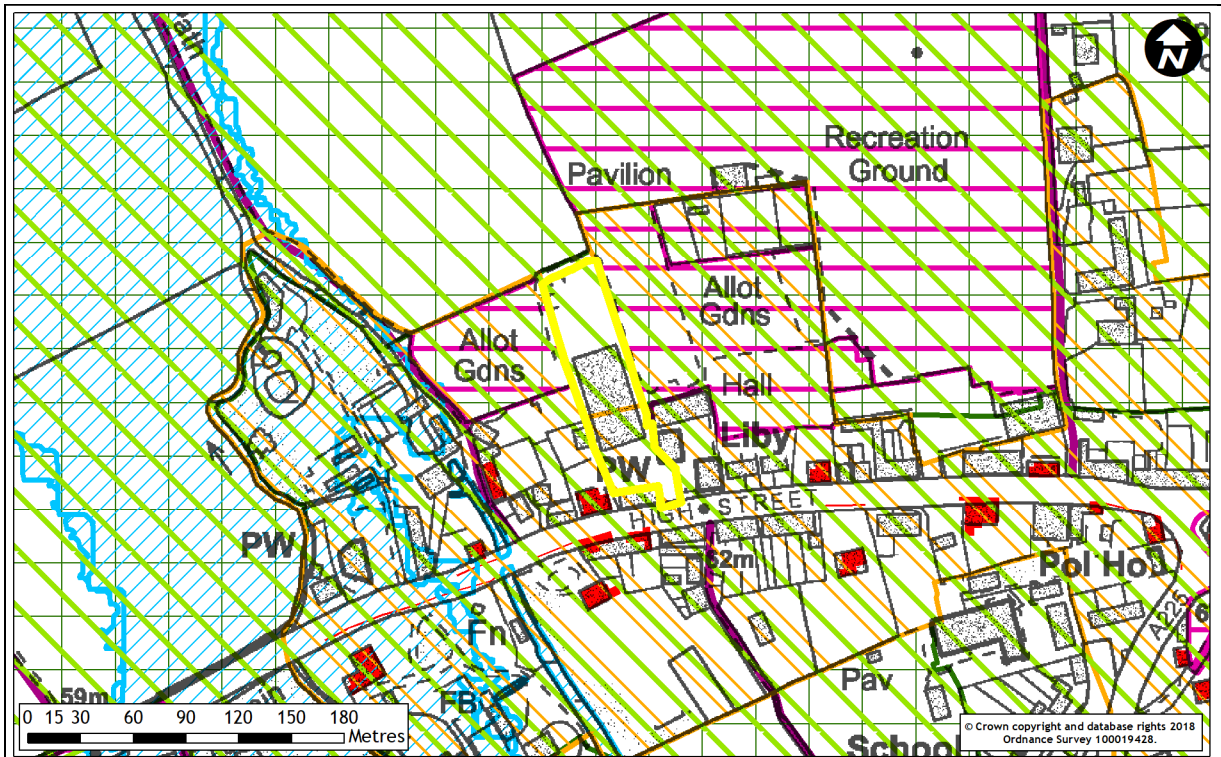 ath
N
Recreation
Ground
Pavilion
Allot
Gdns
Allot
Gdns
Hall
Liby
PW
HIGH STREET
PW
62m
Pol Ho
A225
Fn
Pav
59m
FB
School
0 15 30 60 90 120 150 180
Metres
© Crown copyright and database rights 2018
Ordnance Survey 100019428.